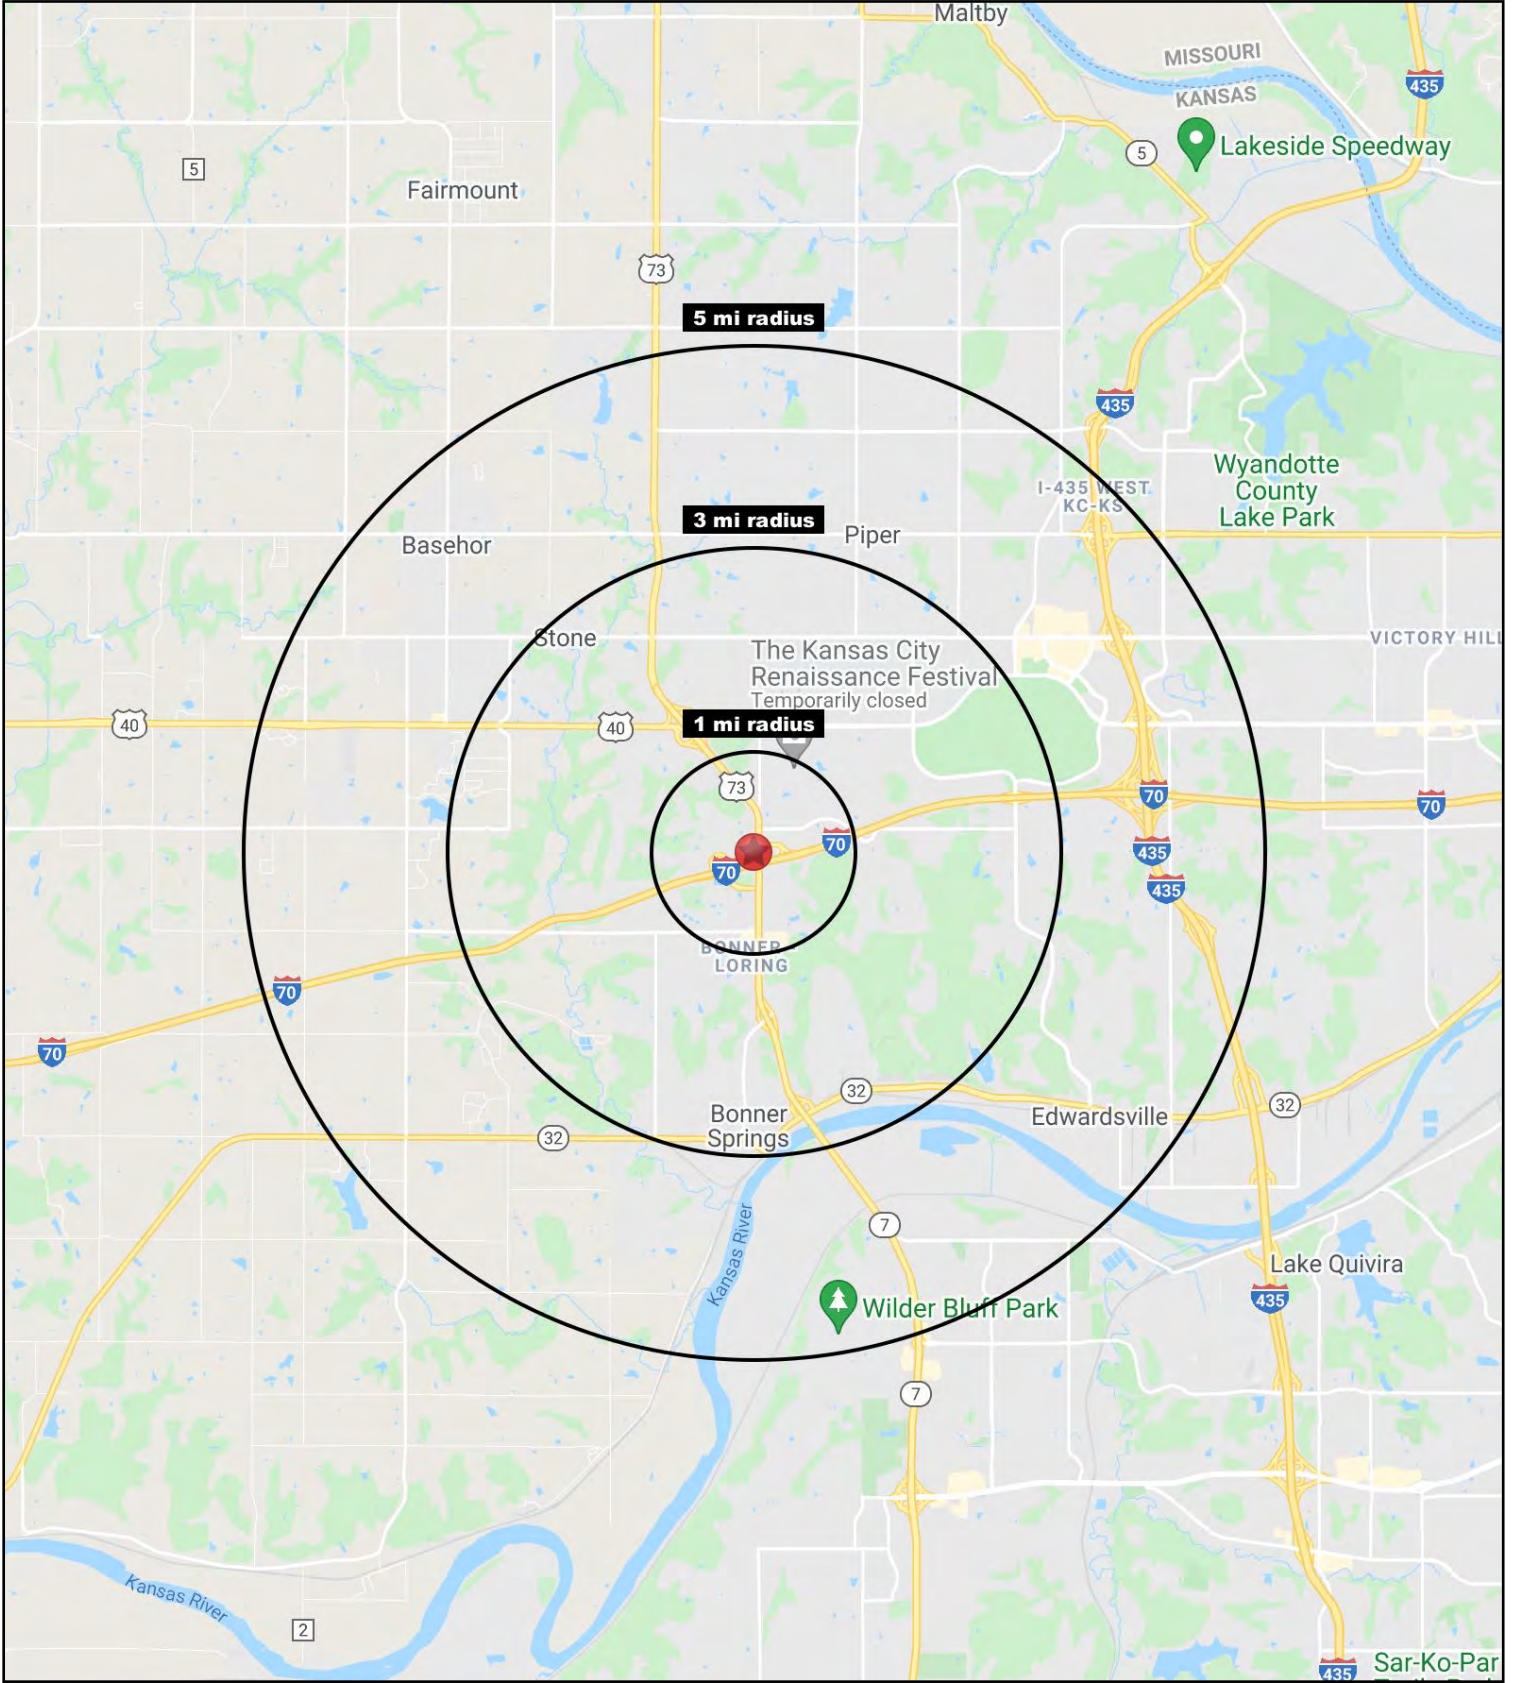 Maltby
MISSOURI
KANSAS
435
5
Lakeside Speedway
5
Fairmount
73
5 mi radius
435
Wyandotte
County
Lake Park
I-435 WEST
KC-KS
3 mi radius
Piper
Basehor
Stone
VICTORY HILL
The Kansas City
Renaissance Festival
Temporarily closed
40
40
1 mi radius
73
70
70
70
70
435
435
BONNER -
LORING
70
70
32
Bonner
Springs
32
Edwardsville
32
Kansas River
7
Lake Quivira
435
Wilder Bluff Park
7
Kansas River
2
435
Sar-Ko-Par